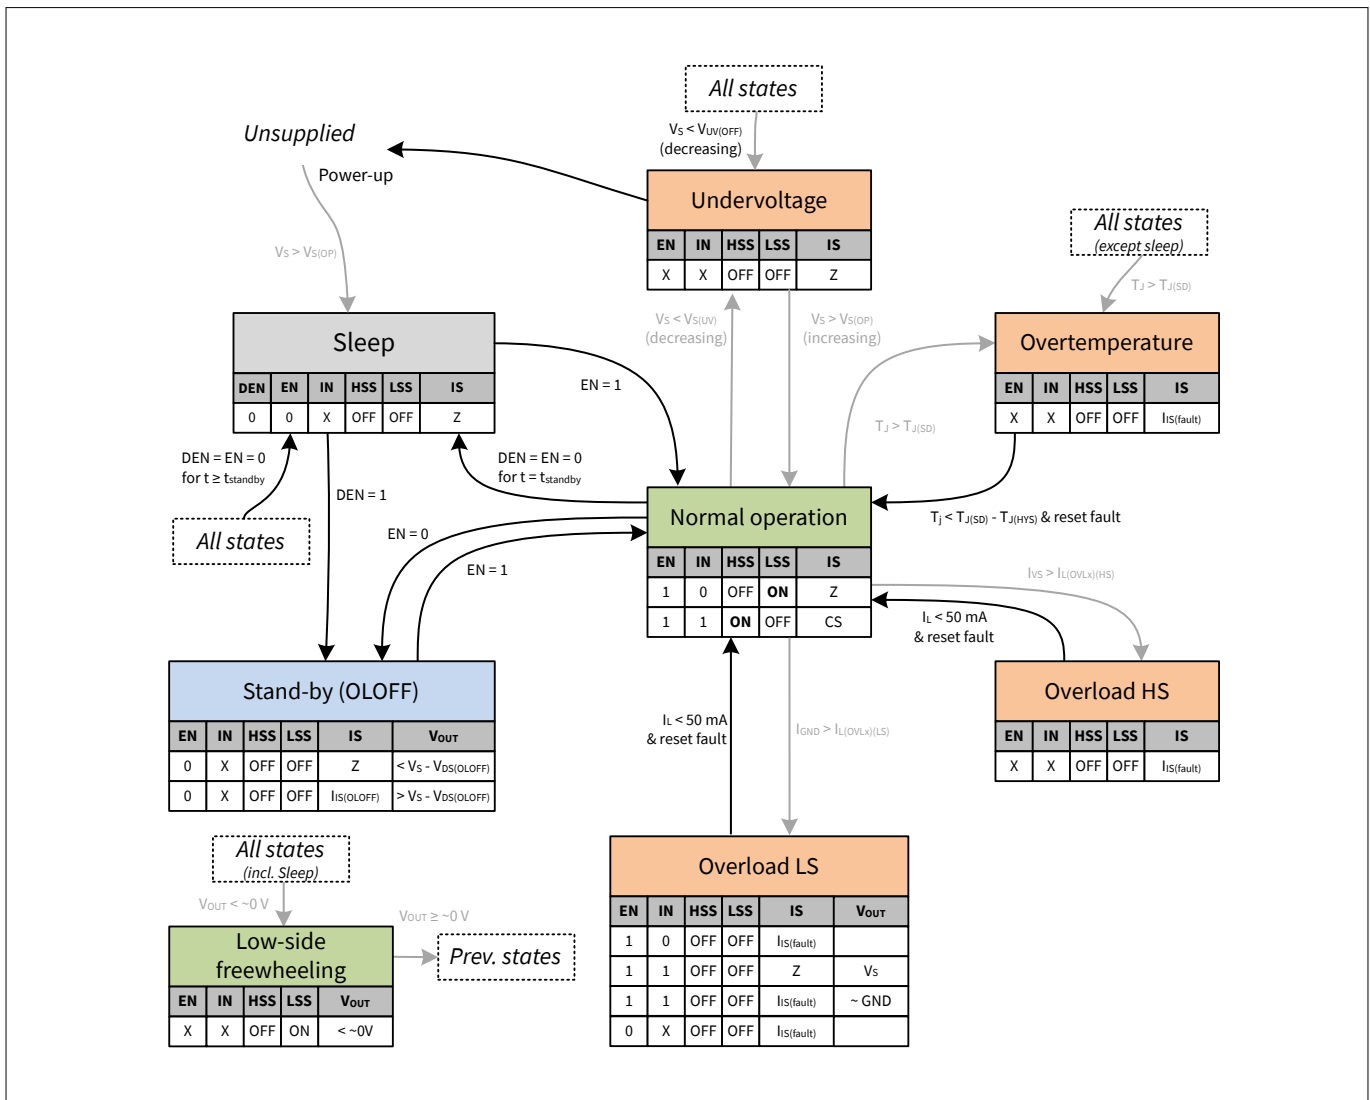 All states
VS < VUV(OFF)
(decreasing)
Unsupplied
Power-up
VS > VS(OP)
Undervoltage
EN IN HSS LSS IS
X X OFF OFF Z
All states
(except sleep)
TJ > TJ(SD)
VS < VS(UV)
(decreasing)
VS > VS(OP)
(increasing)
Sleep
DEN EN IN HSS LSS IS
0 0 X OFF OFF Z
EN = 1
Overtemperature
EN IN HSS LSS IS
X X OFF OFF IIS(fault)
TJ > TJ(SD)
DEN = EN = 0
for t ≥ tstandby
DEN = 1
DEN = EN = 0
for t = tstandby
All states
EN = 0
EN = 1
Normal operation
EN IN HSS LSS IS
1 0 OFF ON Z
1 1 ON OFF CS
Tj < TJ(SD) - TJ(HYS) & reset fault
IVS > IL(OVLx)(HS)
IL < 50 mA
& reset fault
Stand-by (OLOFF)
EN IN HSS LSS IS VOUT
0 X OFF OFF Z < VS - VDS(OLOFF)
0 X OFF OFF IIS(OLOFF) > VS - VDS(OLOFF)
IL < 50 mA
& reset fault
IGND > IL(OVLx)(LS)
Overload HS
EN IN HSS LSS IS
X X OFF OFF IIS(fault)
All states
(incl. Sleep)
VOUT < ~0 V
VOUT ≥ ~0 V
Low-side
freewheeling
EN IN HSS LSS VOUT
X X OFF ON < ~0V
Prev. states
Overload LS
EN IN HSS LSS IS VOUT
1 0 OFF OFF IIS(fault)
1 1 OFF OFF Z VS
1 1 OFF OFF IIS(fault) ~ GND
0 X OFF OFF IIS(fault)